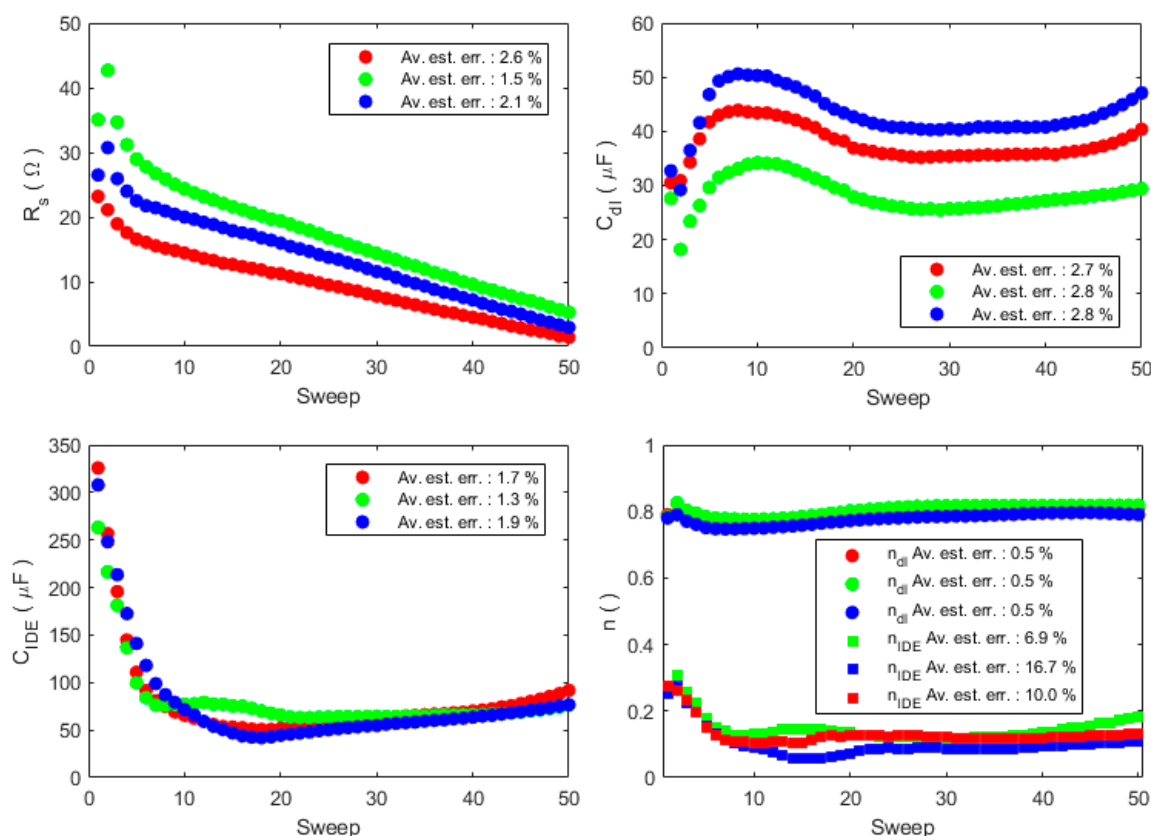 50
40
30
20
10
0
R_s ( Ω )
Av. est. err. : 2.6 %
Av. est. err. : 1.5 %
Av. est. err. : 2.1 %
0 10 20 30 40 50
Sweep
60
50
40
30
20
10
0
C_dl ( μF )
Av. est. err. : 2.7 %
Av. est. err. : 2.8 %
Av. est. err. : 2.8 %
0 10 20 30 40 50
Sweep
350
300
250
200
150
100
50
0
C_IDE ( μF )
Av. est. err. : 1.7 %
Av. est. err. : 1.3 %
Av. est. err. : 1.9 %
0 10 20 30 40 50
Sweep
1
0.8
0.6
0.4
0.2
0
n ( )
n_dl Av. est. err. : 0.5 %
n_dl Av. est. err. : 0.5 %
n_dl Av. est. err. : 0.5 %
n_IDE Av. est. err. : 6.9 %
n_IDE Av. est. err. : 16.7 %
n_IDE Av. est. err. : 10.0 %
0 10 20 30 40 50
Sweep